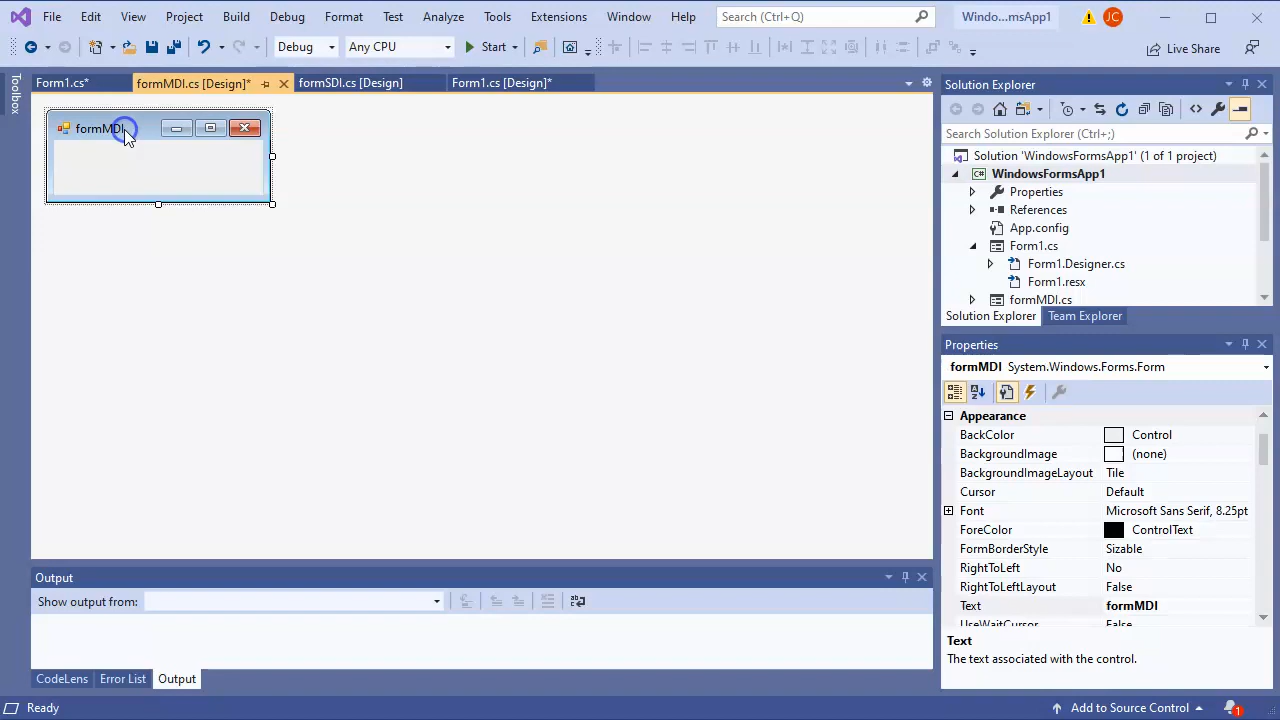 File Edit View Project Build Debug Format Test Analyze Tools Extensions Window Help Search (Ctrl+Q) Windo...msApp1 JC
Debug Any CPU Start Live Share
Toolbox
Form1.cs* formMDI.cs [Design]* formSDI.cs [Design] Form1.cs [Design]*
formMDI
Solution Explorer
Search Solution Explorer (Ctrl+;)
Solution 'WindowsFormsApp1' (1 of 1 project)
C# WindowsFormsApp1
Properties
References
App.config
Form1.cs
Form1.Designer.cs
Form1.resx
formMDI.cs
Solution Explorer Team Explorer
Properties
formMDI System.Windows.Forms.Form
Appearance
BackColor Control
BackgroundImage (none)
BackgroundImageLayout Tile
Cursor Default
Font Microsoft Sans Serif, 8.25pt
ForeColor ControlText
FormBorderStyle Sizable
RightToLeft No
RightToLeftLayout False
Text formMDI
UseWaitCursor False
Text
The text associated with the control.
Output
Show output from:
CodeLens Error List Output
Ready Add to Source Control 1